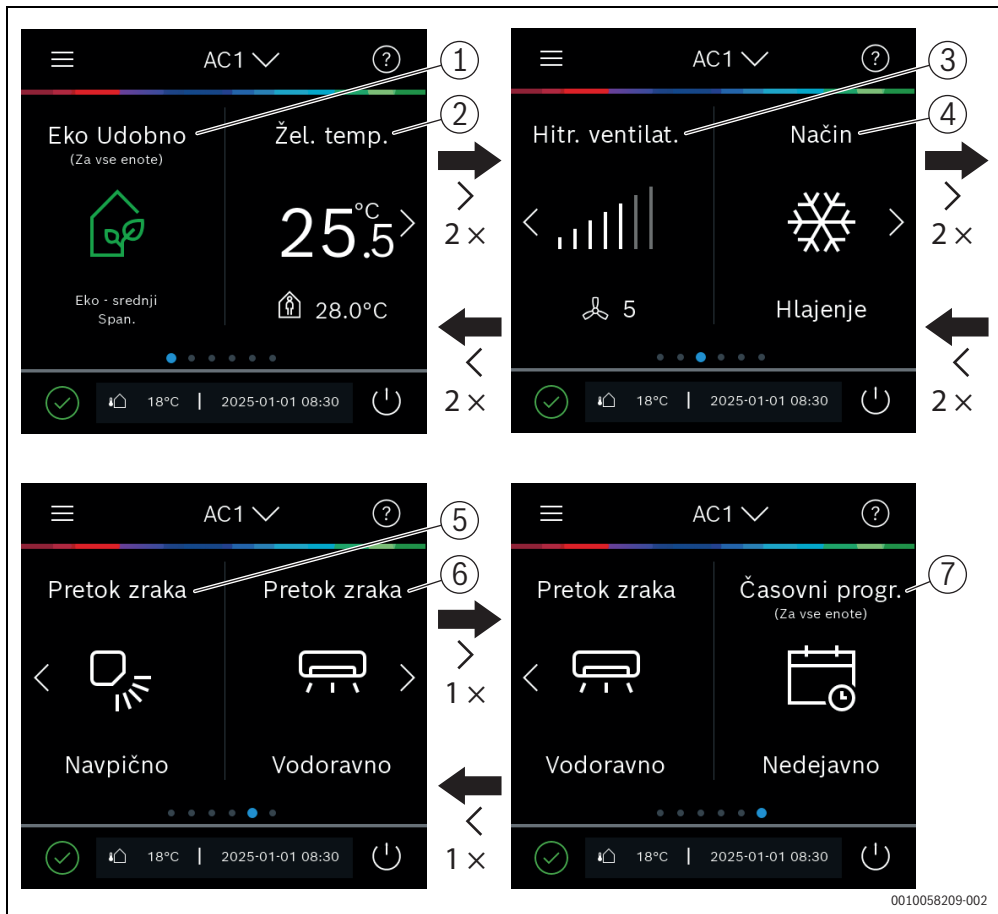 AC1
?
1
Eko Udobno
(Za vse enote)
Eko - srednji
Span.
2
Žel. temp.
25.5°C
28.0°C
18°C | 2025-01-01 08:30
>
2 ×
<
2 ×
AC1
?
3
Hitr. ventilat.
5
4
Način
Hlajenje
18°C | 2025-01-01 08:30
>
2 ×
<
2 ×
AC1
?
5
Pretok zraka
Navpično
6
Pretok zraka
Vodoravno
18°C | 2025-01-01 08:30
>
1 ×
<
1 ×
AC1
?
Pretok zraka
Vodoravno
7
Časovni progr.
(Za vse enote)
Nedejavno
18°C | 2025-01-01 08:30
0010058209-002